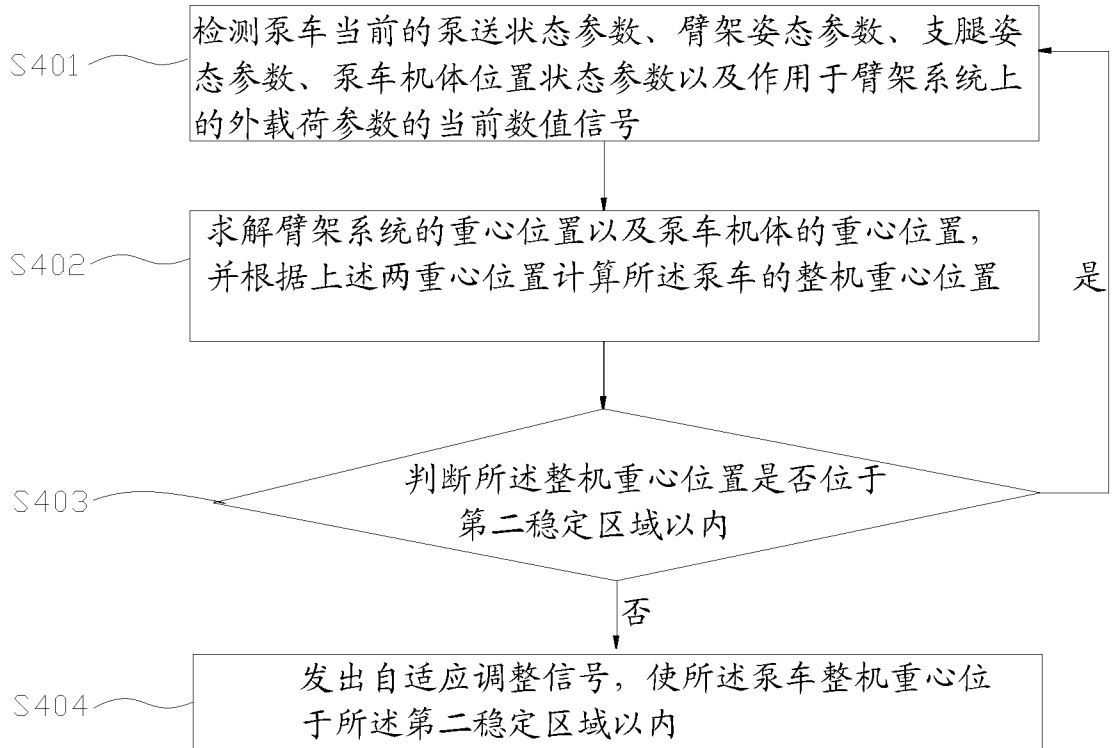 S401
检测泵车当前的泵送状态参数、臂架姿态参数、支腿姿
态参数、泵车机体位置状态参数以及作用于臂架系统上
的外载荷参数的当前数值信号
S402
求解臂架系统的重心位置以及泵车机体的重心位置,
并根据上述两重心位置计算所述泵车的整机重心位置
是
S403
判断所述整机重心位置是否位于
第二稳定区域以内
否
S404
发出自适应调整信号,使所述泵车整机重心位
于所述第二稳定区域以内